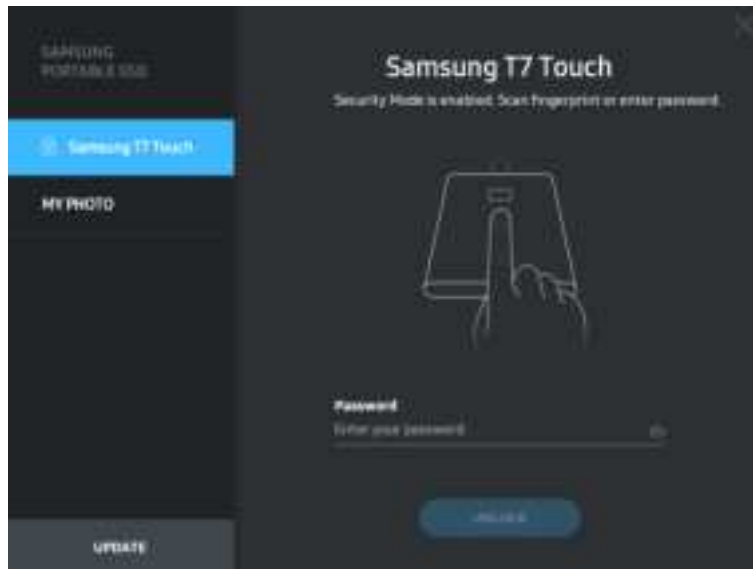 SAMSUNG
PORTABLE SSD
Samsung T7 Touch
MY PHOTO
UPDATE
Samsung T7 Touch
Security Mode is enabled. Scan fingerprint or enter password.
Password
Enter your password
UNLOCK